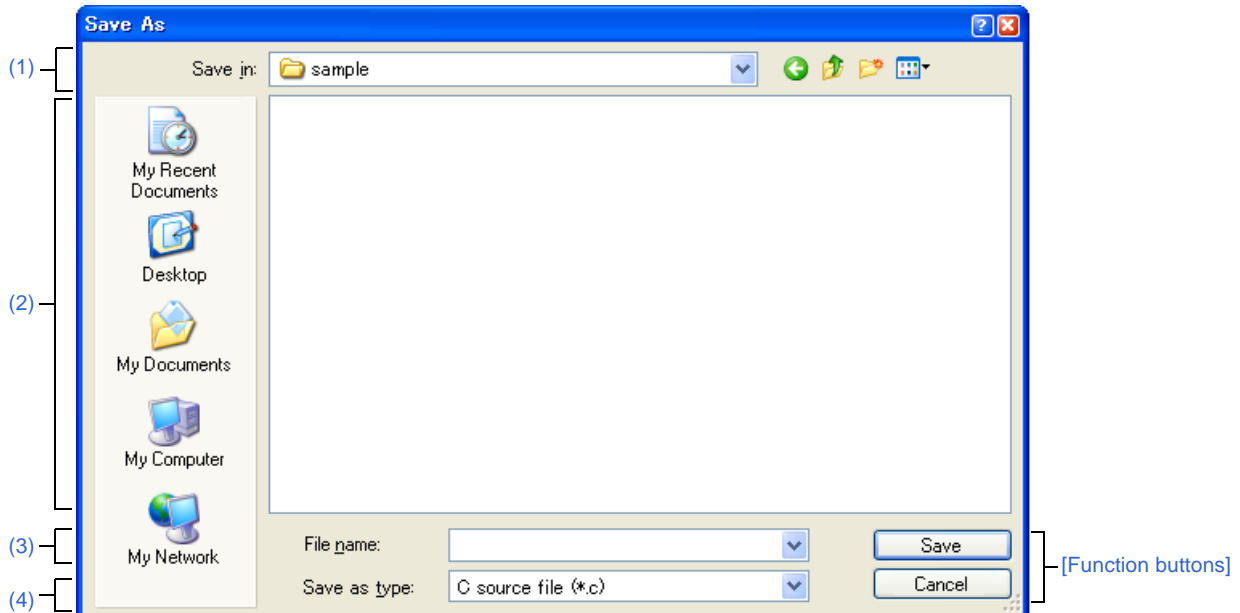 Save As
(1)
Save in:
sample
(2)
My Recent
Documents
Desktop
My Documents
My Computer
My Network
(3)
File name:
Save
[Function buttons]
(4)
Save as type:
C source file (*.c)
Cancel